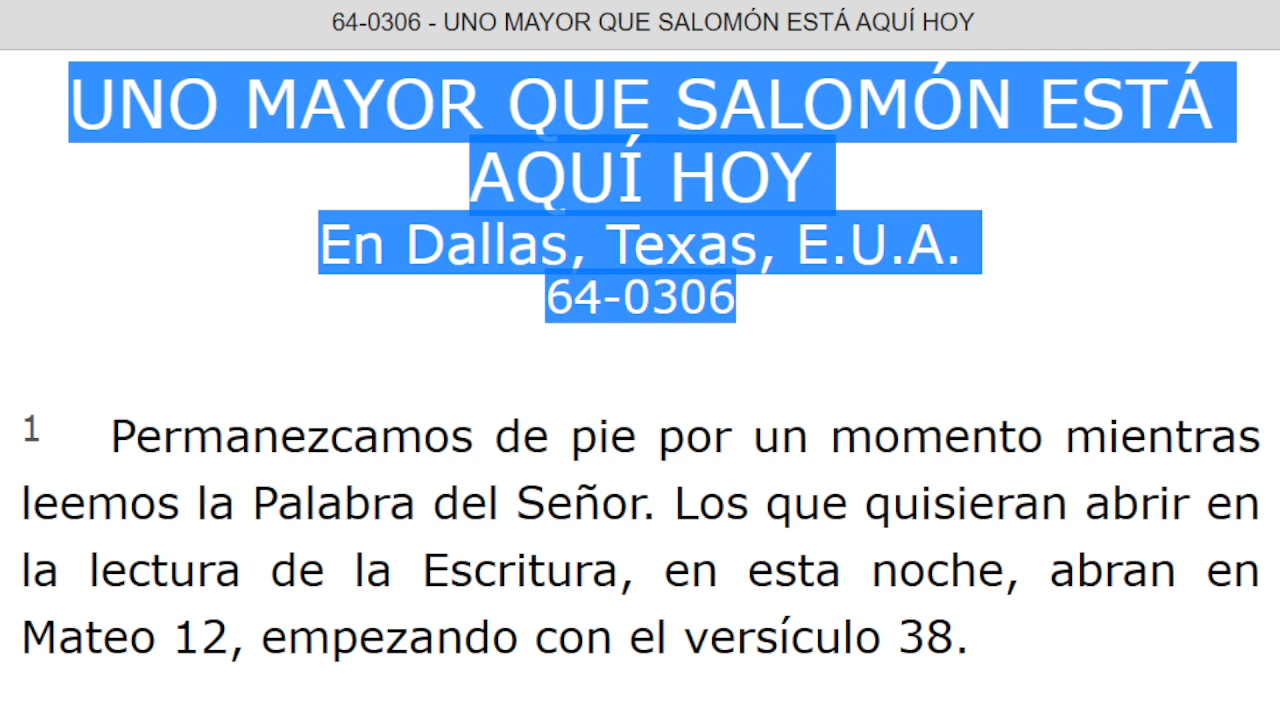 64-0306 - UNO MAYOR QUE SALOMÓN ESTÁ AQUÍ HOY
UNO MAYOR QUE SALOMÓN ESTÁ
AQUÍ HOY
En Dallas, Texas, E.U.A.
64-0306
1 Permanezcamos de pie por un momento mientras
leemos la Palabra del Señor. Los que quisieran abrir en
la lectura de la Escritura, en esta noche, abran en
Mateo 12, empezando con el versículo 38.